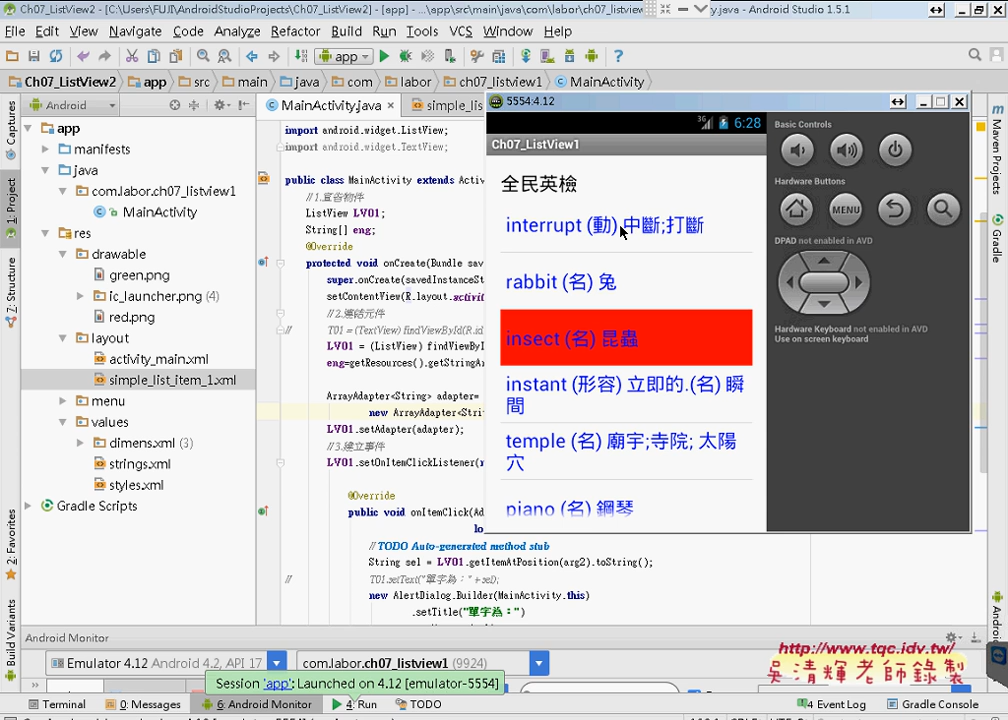 Ch07_ListView2 - [C:\Users\FUJI\AndroidStudioProjects\Ch07_ListView2] - [app] - ...\app\src\main\java\com\labor\ch07_listview
y.java - Android Studio 1.5.1
File Edit View Navigate Code Analyze Refactor Build Run Tools VCS Window Help
app
Ch07_ListView2 app src main java com labor ch07_listview1 MainActivity
Android
MainActivity.java
simple_lis
Captures
1: Project
7: Structure
2: Favorites
Build Variants
app
manifests
java
com.labor.ch07_listview1
MainActivity
res
drawable
green.png
ic_launcher.png (4)
red.png
layout
activity_main.xml
simple_list_item_1.xml
menu
values
dimens.xml (3)
strings.xml
styles.xml
Gradle Scripts
import android.widget.ListView;
import android.widget.TextView;
public class MainActivity extends Activ
//1.宣告物件
ListView LV01;
String[] eng;
@Override
protected void onCreate(Bundle sav
super.onCreate(savedInstanceSt
setContentView(R.layout.activit
//2.連結元件
// T01 = (TextView) findViewById(R.id
LV01 = (ListView) findViewBy
eng=getResources().getStringAr
ArrayAdapter<String> adapter=
new ArrayAdapter<Stri
LV01.setAdapter(adapter);
//3.建立事件
LV01.setOnItemClickListener(n
@Override
public void onItemClick(Ad
lo
// TODO Auto-generated method stub
String sel = LV01.getItemAtPosition(arg2).toString();
// T01.setText("單字為：" + sel);
new AlertDialog.Builder(MainActivity.this)
.setTitle("單字為：")
5554:4.12
3G 6:28
Ch07_ListView1
全民英檢
interrupt (動) 中斷;打斷
rabbit (名) 兔
insect (名) 昆蟲
instant (形容) 立即的.(名) 瞬
間
temple (名) 廟宇;寺院; 太陽
穴
piano (名) 鋼琴
Basic Controls
Hardware Buttons
MENU
DPAD not enabled in AVD
Hardware Keyboard not enabled in AVD
Use on screen keyboard
Maven Projects
Gradle
Android Monitor
Emulator 4.12 Android 4.2, API 17
com.labor.ch07_listview1 (9924)
Session 'app': Launched on 4.12 [emulator-5554]
http://www.tqc.idv.tw/
吳清輝老師錄製
Terminal 0: Messages 6: Android Monitor 4: Run TODO
4 Event Log Gradle Console